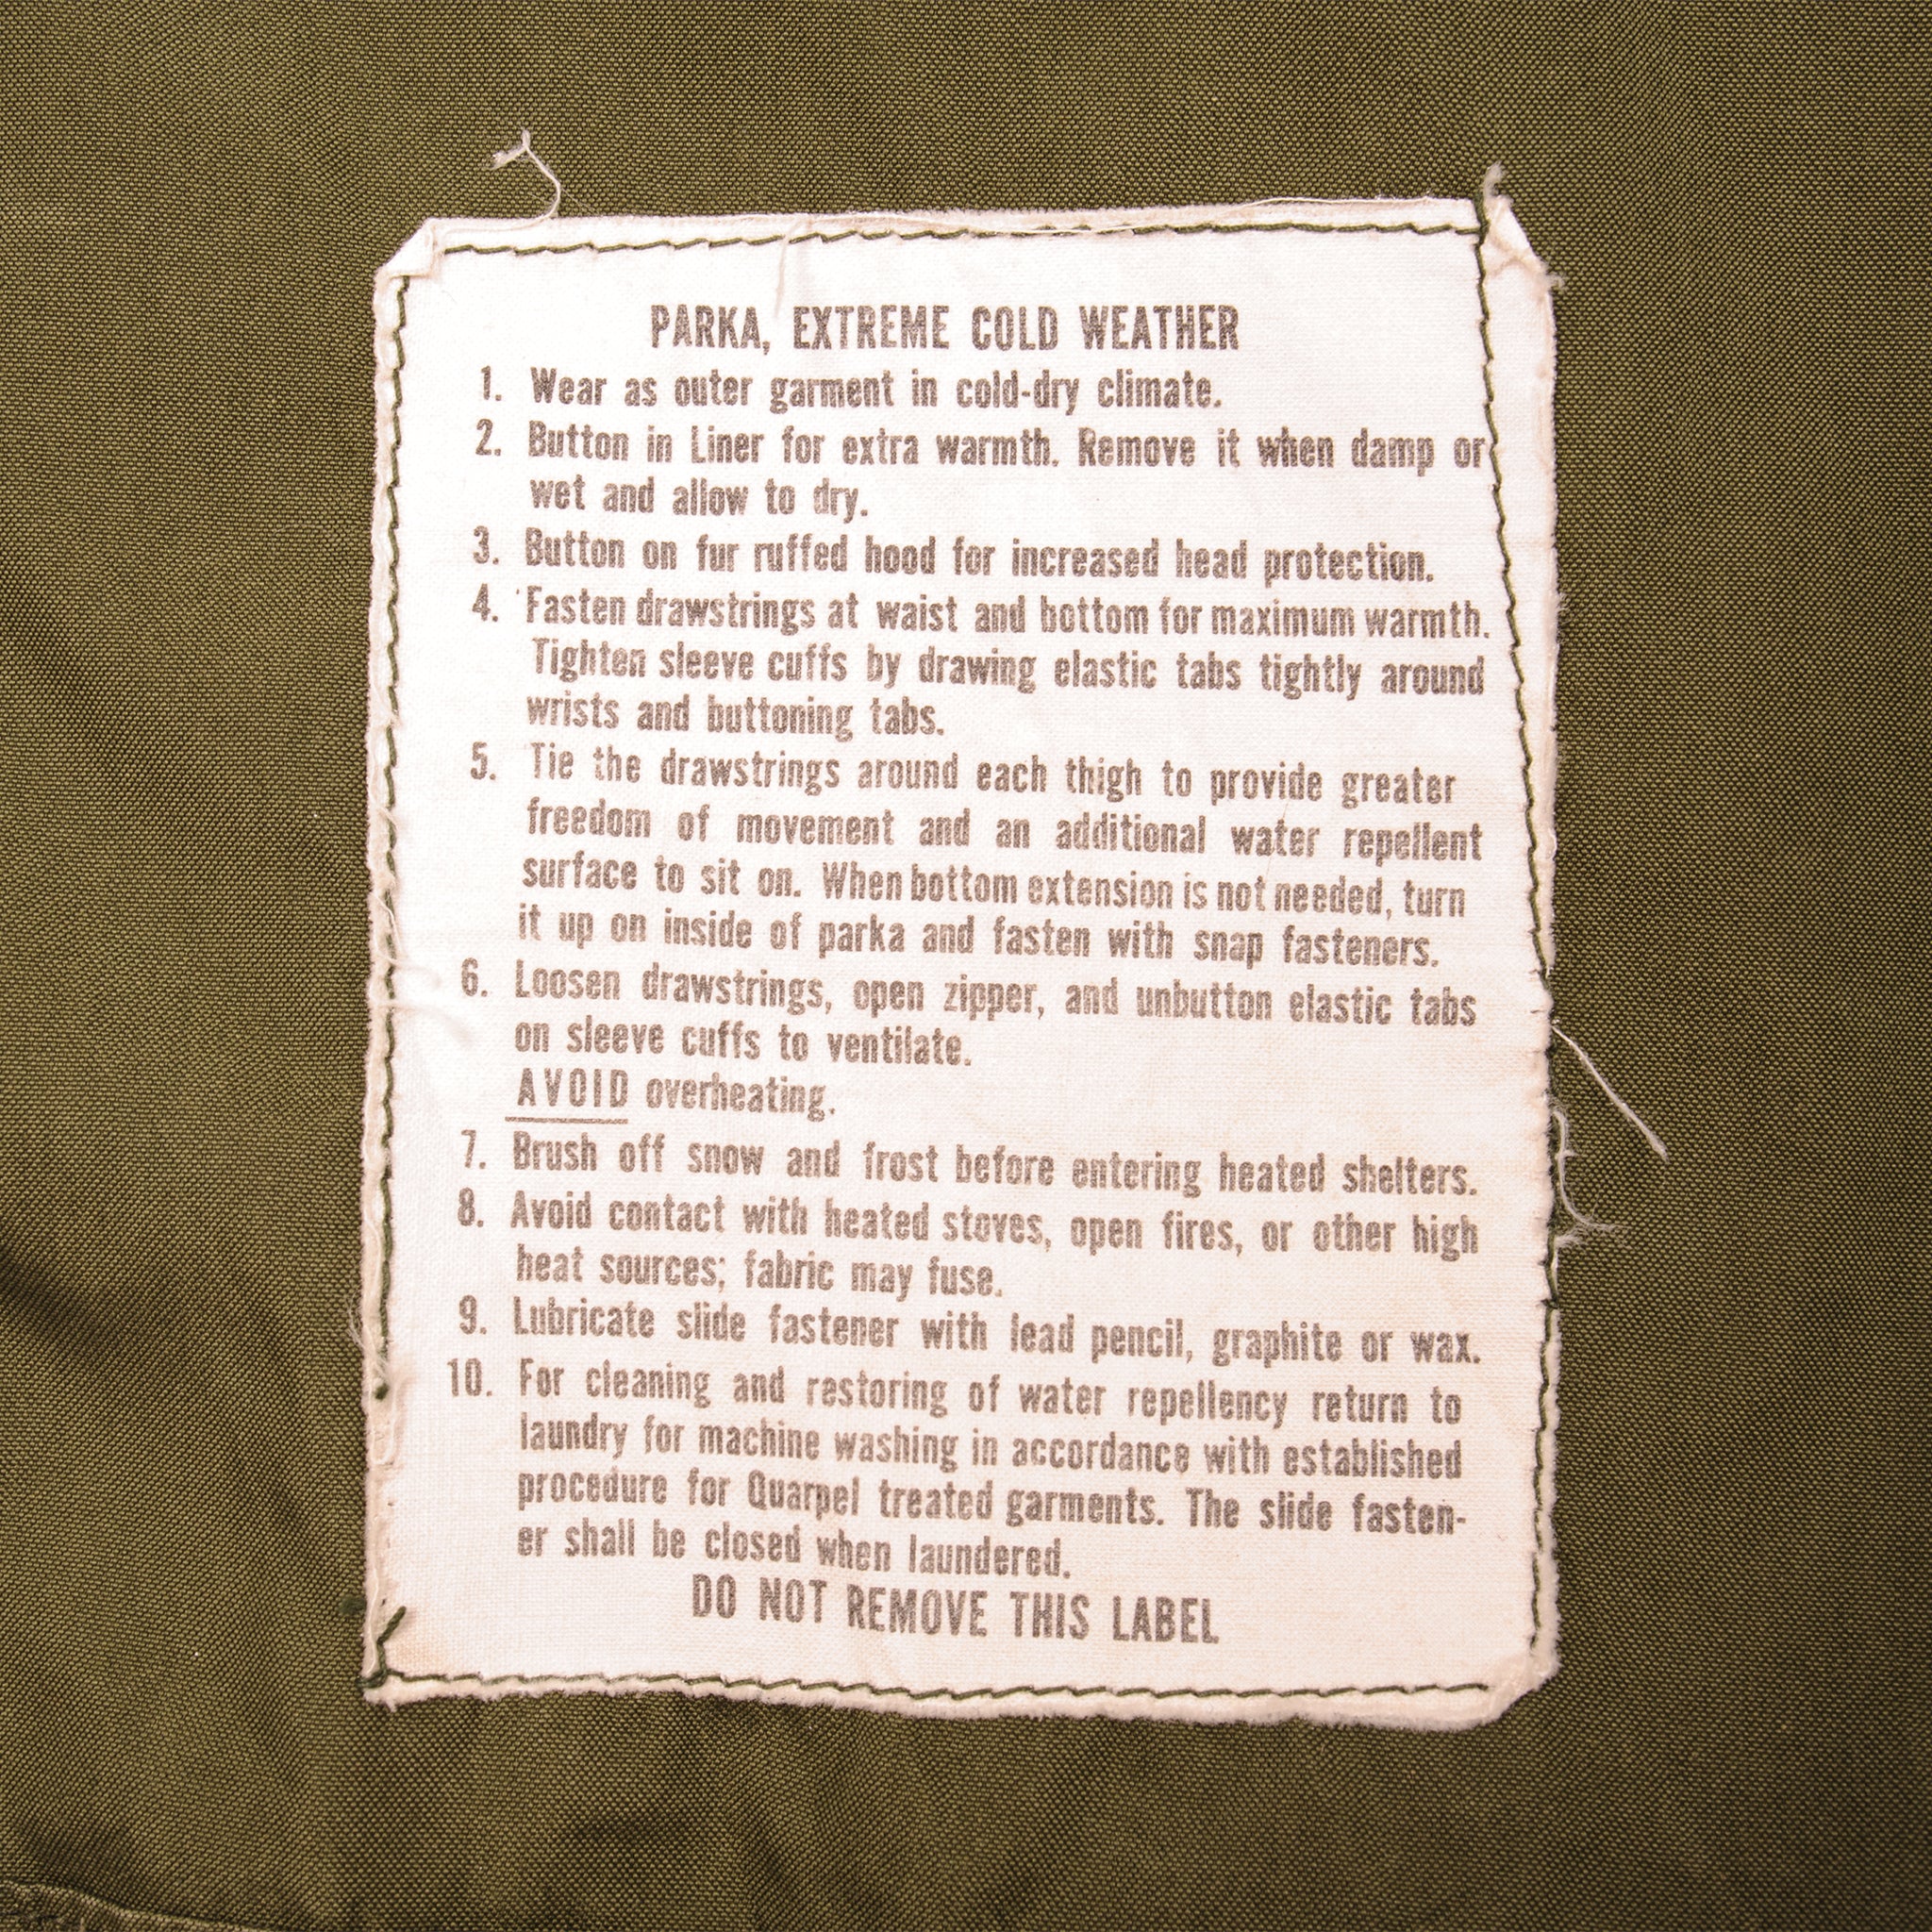 PARKA, EXTREME COLD WEATHER
1. Wear as outer garment in cold-dry climate.
2. Button in Liner for extra warmth. Remove it when damp or
wet and allow to dry.
3. Button on fur ruffed hood for increased head protection.
4. Fasten drawstrings at waist and bottom for maximum warmth.
Tighten sleeve cuffs by drawing elastic tabs tightly around
wrists and buttoning tabs.
5. Tie the drawstrings around each thigh to provide greater
freedom of movement and an additional water repellent
surface to sit on. When bottom extension is not needed, turn
it up on inside of parka and fasten with snap fasteners.
6. Loosen drawstrings, open zipper, and unbutton elastic tabs
on sleeve cuffs to ventilate.
AVOID overheating.
7. Brush off snow and frost before entering heated shelters.
8. Avoid contact with heated stoves, open fires, or other high
heat sources; fabric may fuse.
9. Lubricate slide fastener with lead pencil, graphite or wax.
10. For cleaning and restoring of water repellency return to
laundry for machine washing in accordance with established
procedure for Quarpel treated garments. The slide fasten-
er shall be closed when laundered.
DO NOT REMOVE THIS LABEL